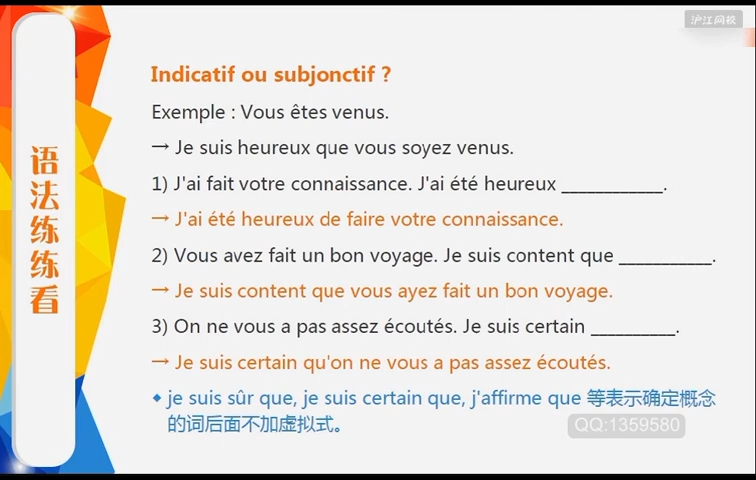 沪江网校
Indicatif ou subjonctif ?
Exemple : Vous êtes venus.
→ Je suis heureux que vous soyez venus.
1) J'ai fait votre connaissance. J'ai été heureux ____________.
→ J'ai été heureux de faire votre connaissance.
2) Vous avez fait un bon voyage. Je suis content que ___________.
→ Je suis content que vous ayez fait un bon voyage.
3) On ne vous a pas assez écoutés. Je suis certain __________.
→ Je suis certain qu'on ne vous a pas assez écoutés.
◆ je suis sûr que, je suis certain que, j'affirme que 等表示确定概念
的词后面不加虚拟式。
QQ:1359580
语法练练看